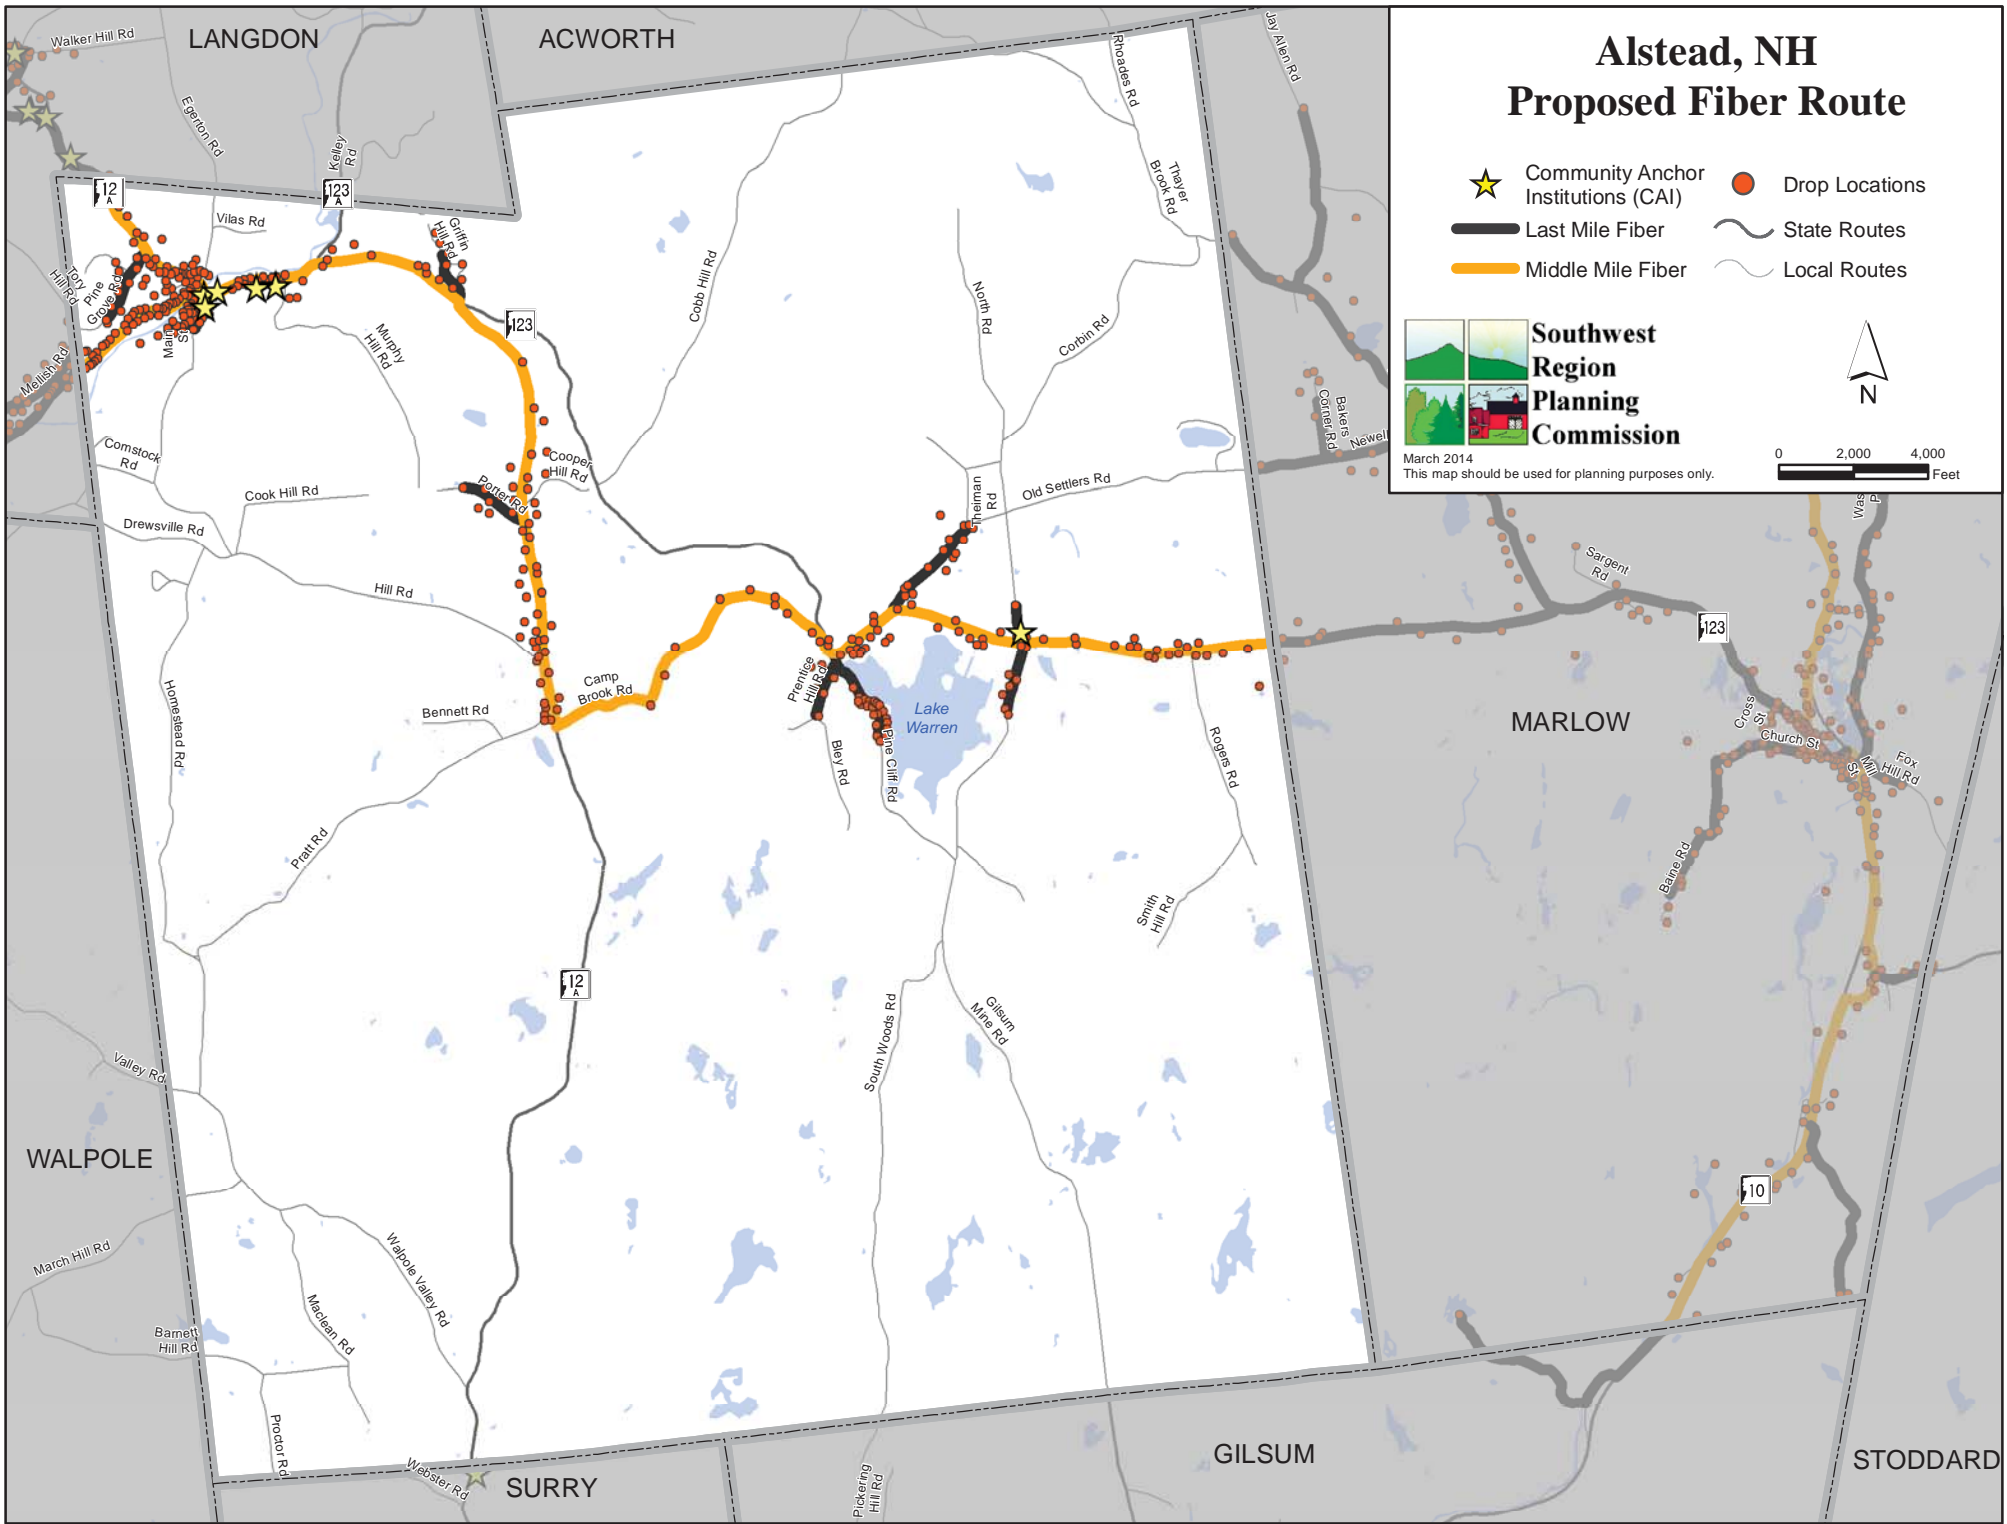 Alstead, NH
Proposed Fiber Route
Community Anchor
Institutions (CAI)
Drop Locations
Last Mile Fiber
State Routes
Middle Mile Fiber
Local Routes
Southwest
Region
Planning
Commission
N
March 2014
This map should be used for planning purposes only.
0 2,000 4,000
Feet
LANGDON
ACWORTH
Walker Hill Rd
Egerton Rd
Kelley
Rd
Jay Allen Rd
Rhoades Rd
Thayer
Brook Rd
12
A
123
A
Vilas Rd
Griffin
Hill Rd
Tory
Hill Rd
Pine
Grove Rd
Main
St
Mellish Rd
Murphy
Hill Rd
123
Cobb Hill Rd
North Rd
Corbin Rd
Bakers
Corner Rd
Newell
Comstock
Rd
Cook Hill Rd
Drewsville Rd
Porter Rd
Cooper
Hill Rd
Theiman
Rd
Old Settlers Rd
Was
P
Sargent
Rd
123
Hill Rd
Homestead Rd
Bennett Rd
Camp
Brook Rd
Prentice
Hill Rd
Bley Rd
Pine Cliff Rd
Lake
Warren
Rogers Rd
MARLOW
Cross
St
Church St
Mill
St
Fox
Hill Rd
Pratt Rd
Baine Rd
Smith
Hill Rd
12
A
South Woods Rd
Gilsum
Mine Rd
Valley Rd
WALPOLE
March Hill Rd
Walpole Valley Rd
Maclean Rd
Barnett
Hill Rd
Proctor Rd
10
Webster Rd
SURRY
Pickering
Hill Rd
GILSUM
STODDARD